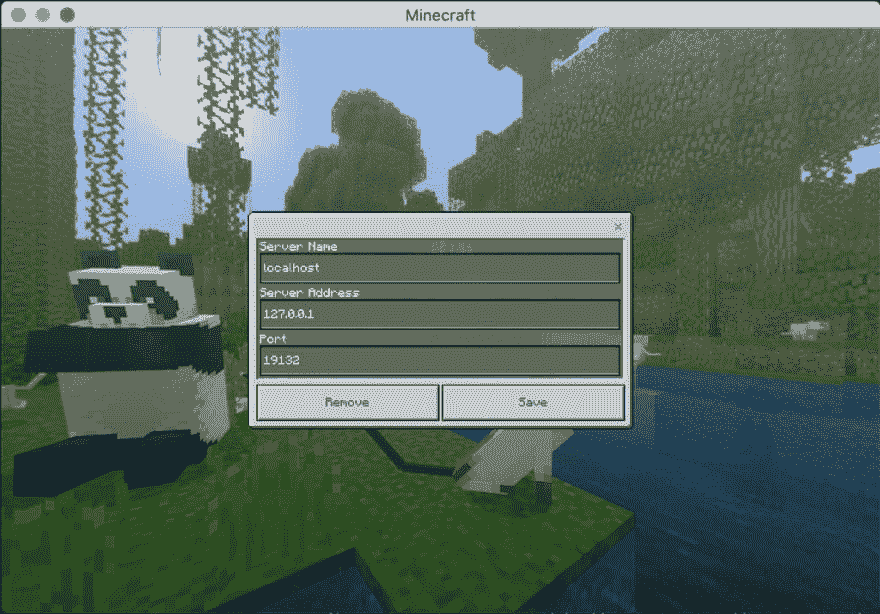 Minecraft
Server Name
localhost
Server Address
127.0.0.1
Port
19132
Remove
Save